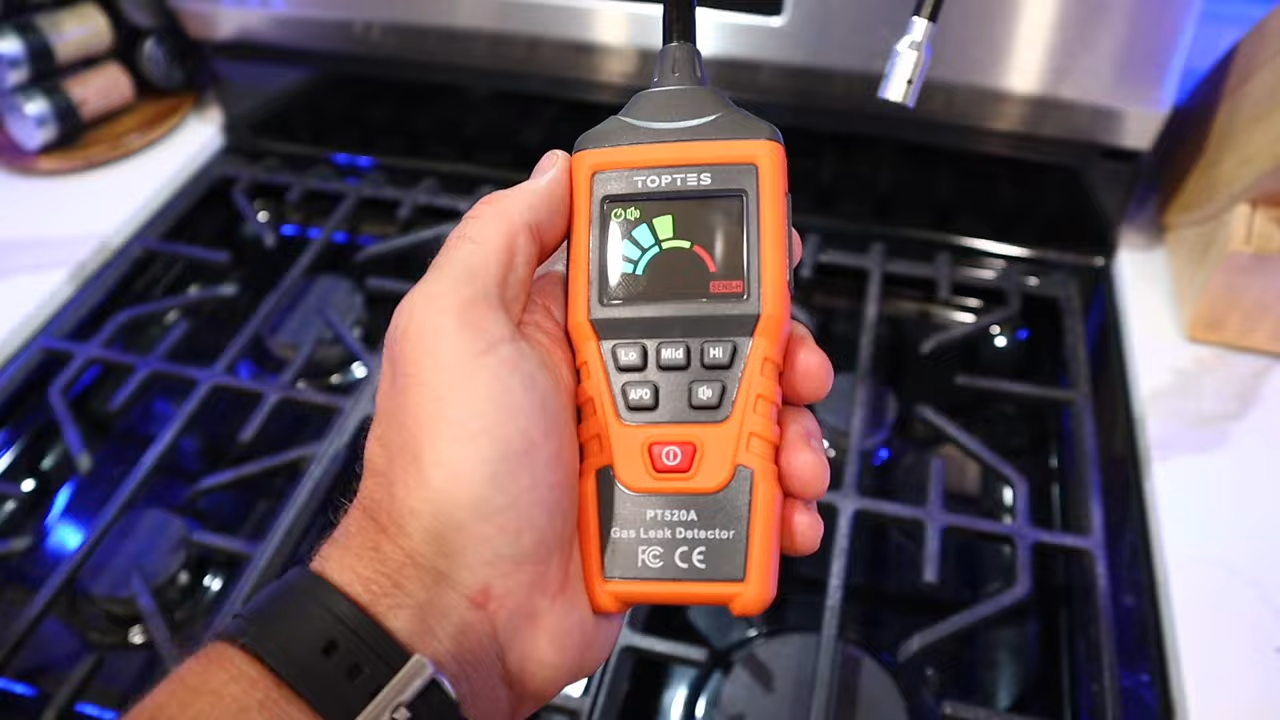 TOPTES
SENS-H
Lo Mid HI
APO
PT520A
Gas Leak Detector
FC CE